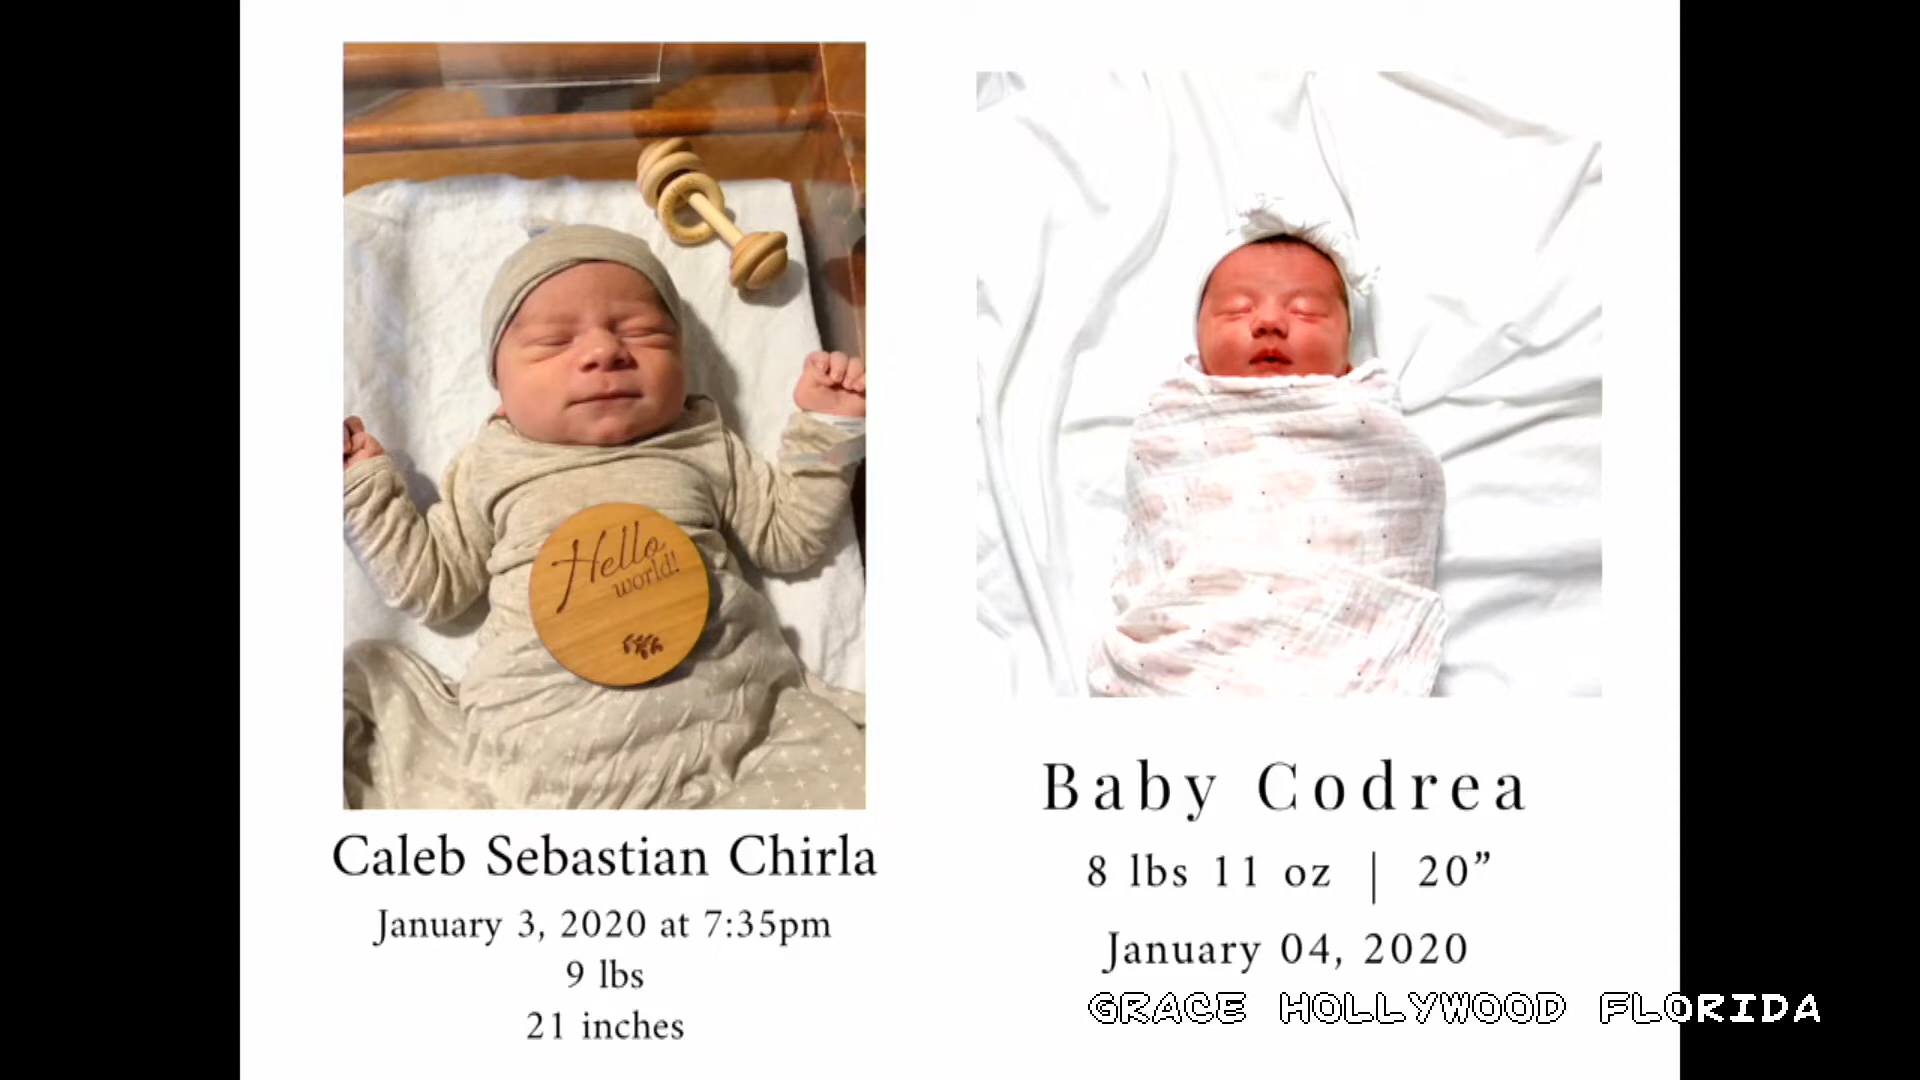 Hello
world!
Caleb Sebastian Chirla
January 3, 2020 at 7:35pm
9 lbs
21 inches
Baby Codrea
8 lbs 11 oz | 20”
January 04, 2020
GRACE HOLLYWOOD FLORIDA